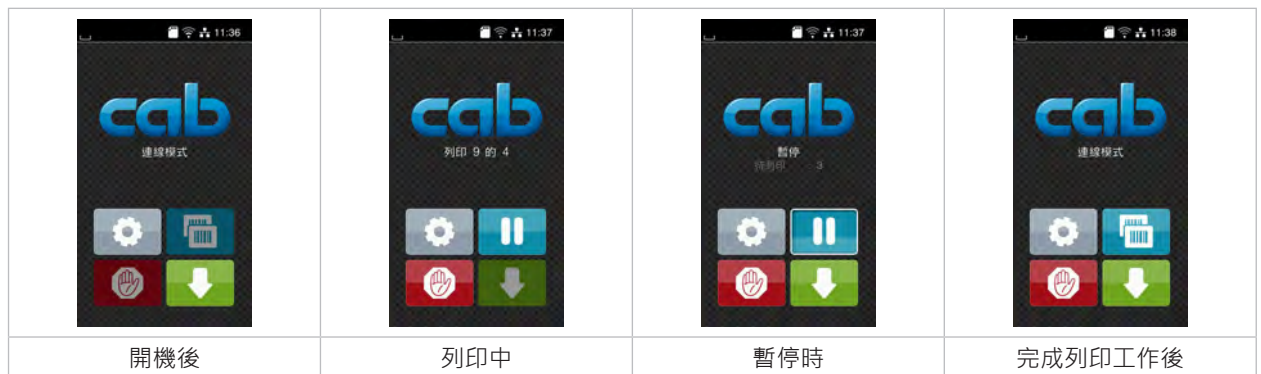 11:36
cab
連線模式
開機後
11:37
cab
列印 9 的 4
列印中
11:37
cab
暫停
待列印 3
暫停時
11:38
cab
連線模式
完成列印工作後